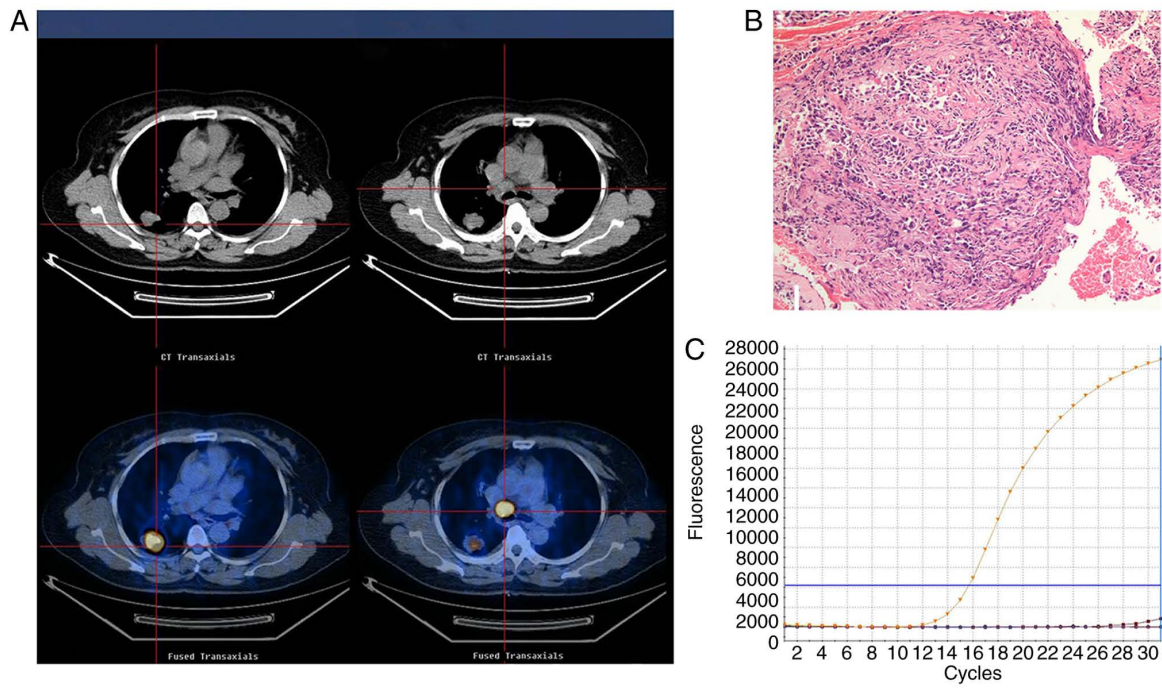 A
CT Transaxials
CT Transaxials
Fused Transaxials
Fused Transaxials
B
C
28000
26000
24000
22000
20000
18000
16000
14000
12000
10000
8000
6000
4000
2000
0
Fluorescence
2 4 6 8 10 12 14 16 18 20 22 24 26 28 30
Cycles